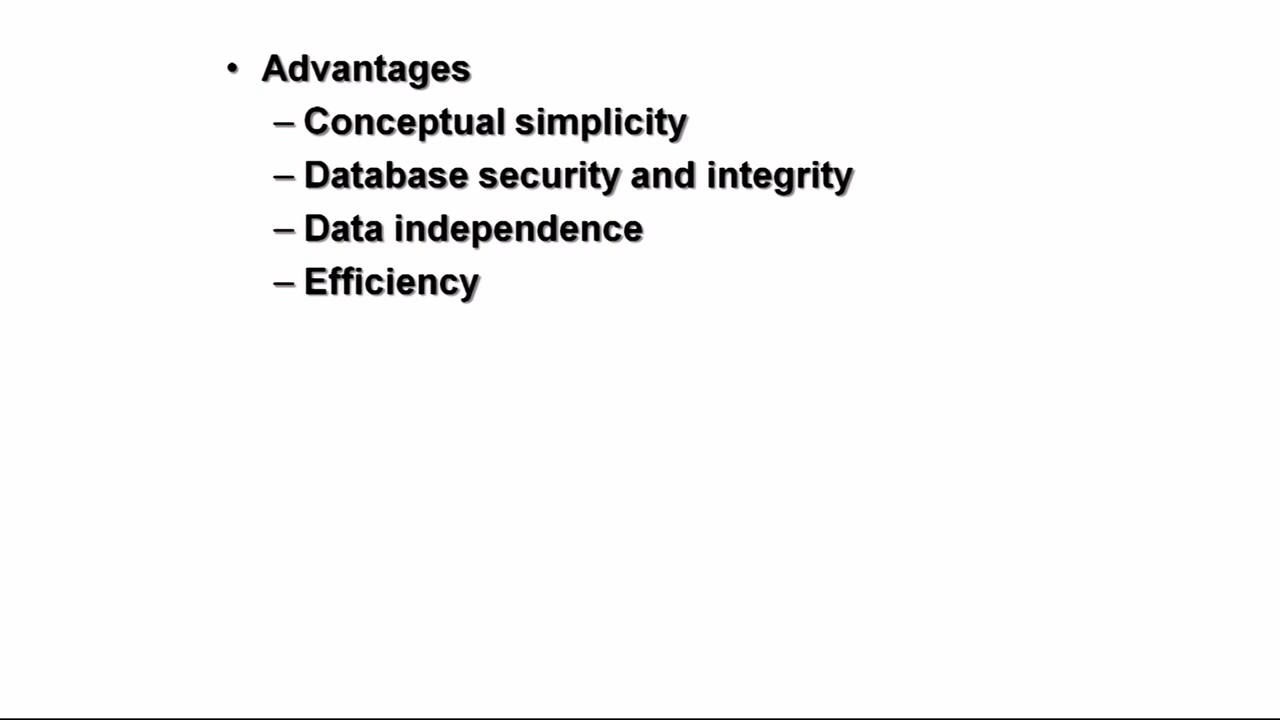 • Advantages
– Conceptual simplicity
– Database security and integrity
– Data independence
– Efficiency